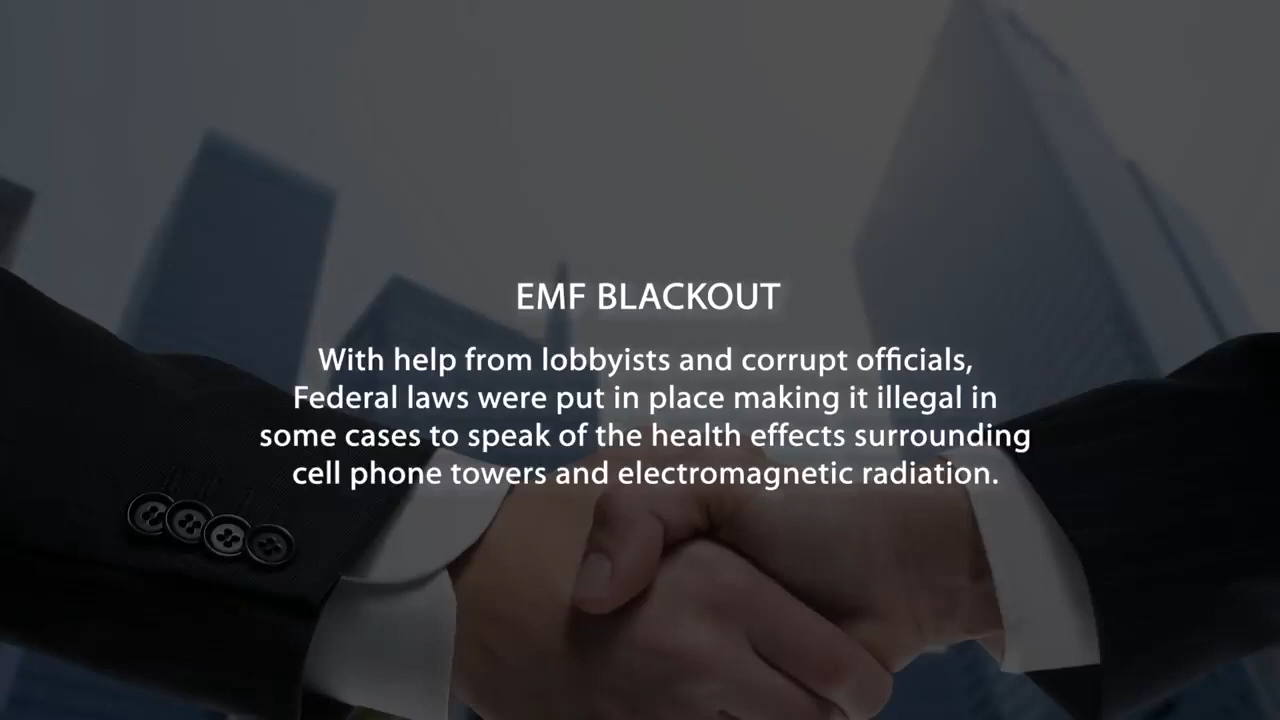 EMF BLACKOUT
With help from lobbyists and corrupt officials,
Federal laws were put in place making it illegal in
some cases to speak of the health effects surrounding
cell phone towers and electromagnetic radiation.